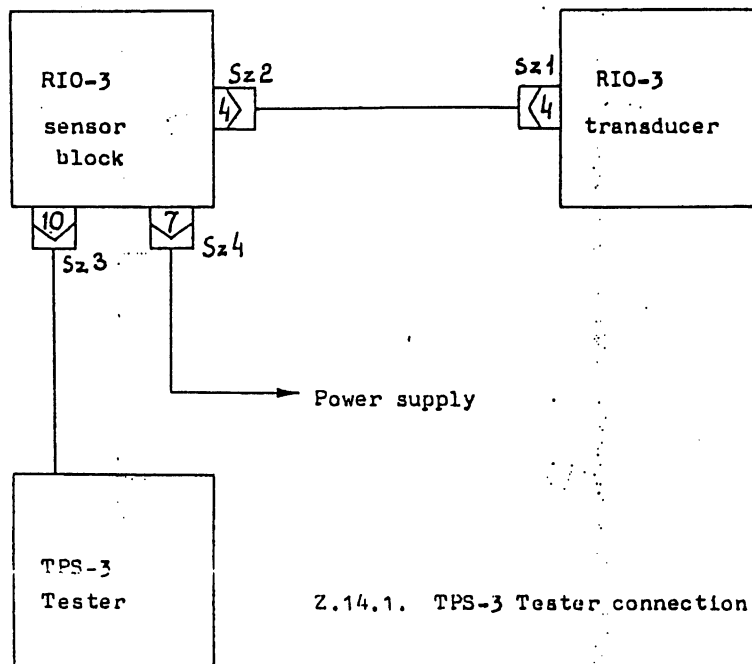 RIO-3
sensor
block
Sz2
4
Sz1
4
RIO-3
transducer
10
Sz3
7
Sz4
Power supply
TPS-3
Tester
Z.14.1. TPS-3 Tester connection